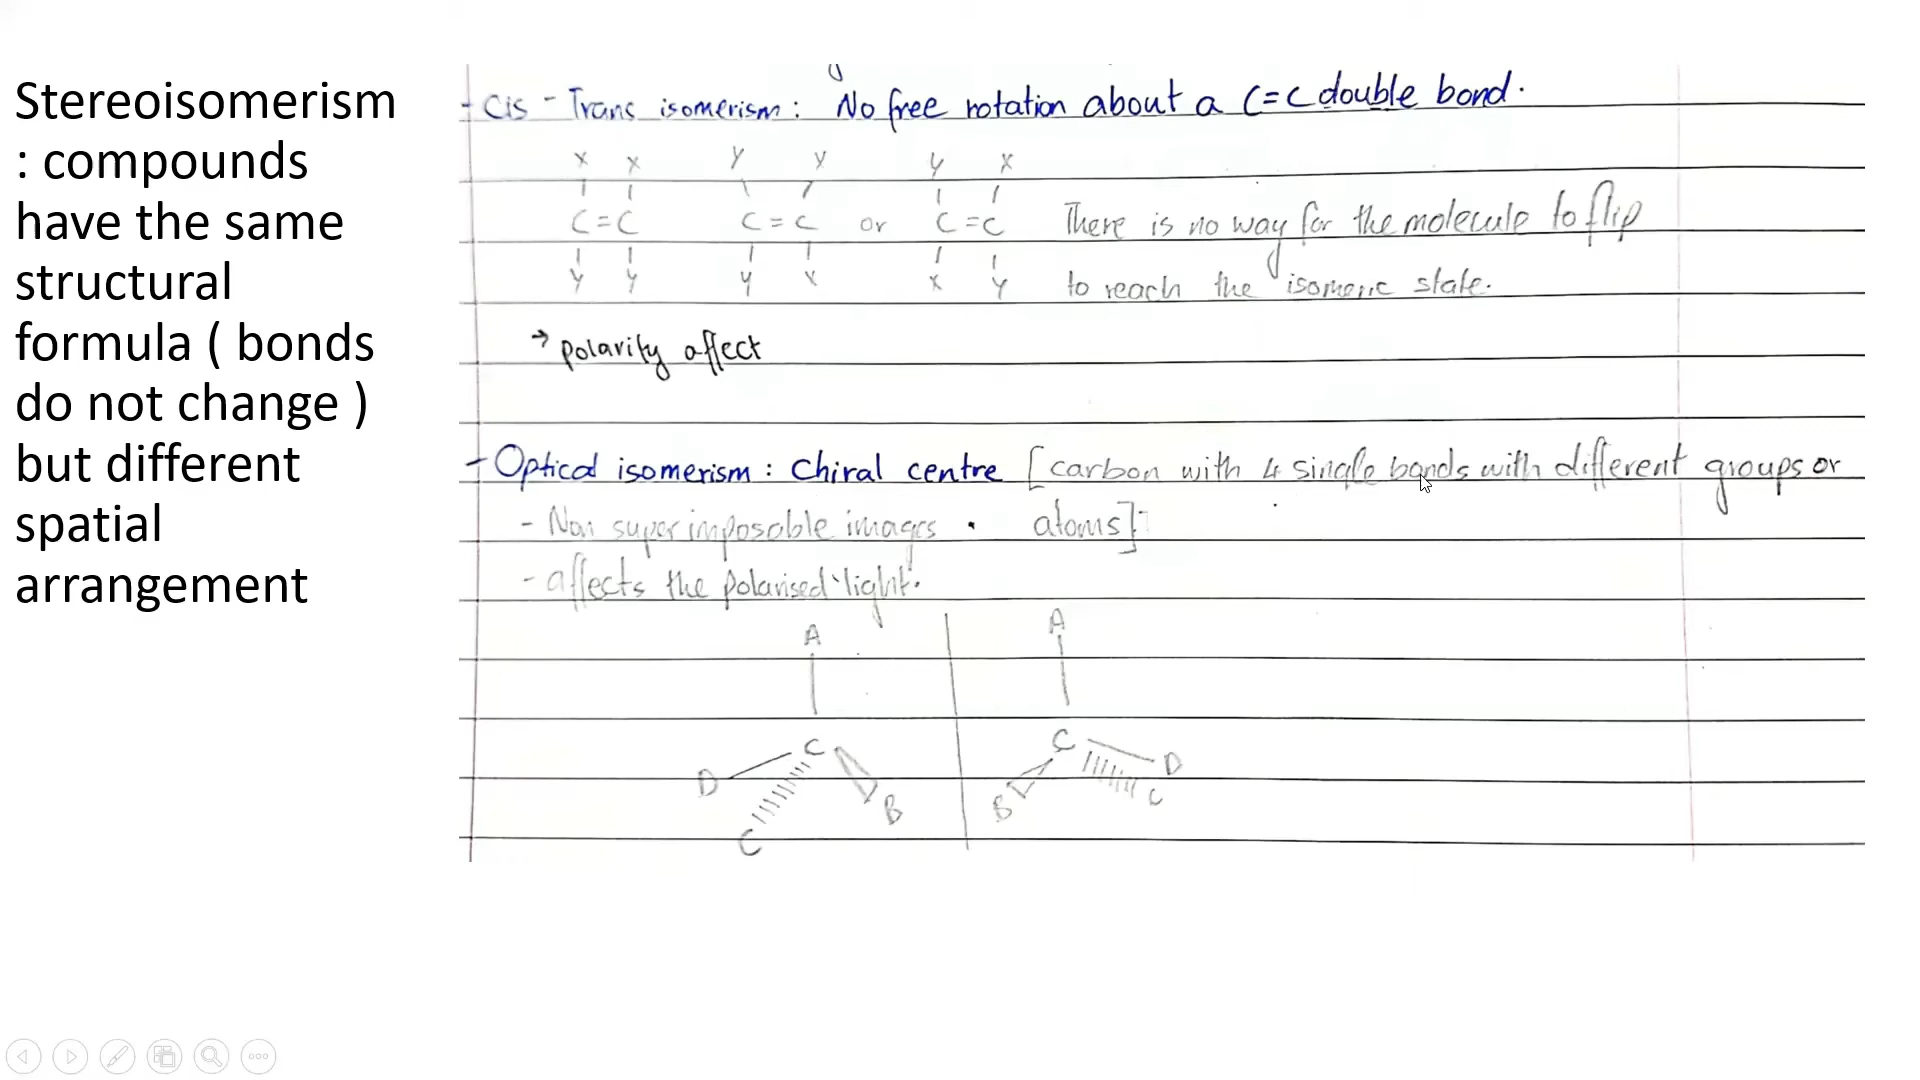 Stereoisomerism
: compounds
have the same
structural
formula ( bonds
do not change )
but different
spatial
arrangement
- Cis - Trans isomerism : No free rotation about a C=C double bond.
X X Y Y Y X
C=C C=C or C=C There is no way for the molecule to flip
Y Y Y X X Y to reach the isomeric state.
→ polarity affect
- Optical isomerism : Chiral centre [carbon with 4 single bonds with different groups or
- Non superimposable images . atoms]
- affects the polarised light.
A A
C C
D D
C B B C